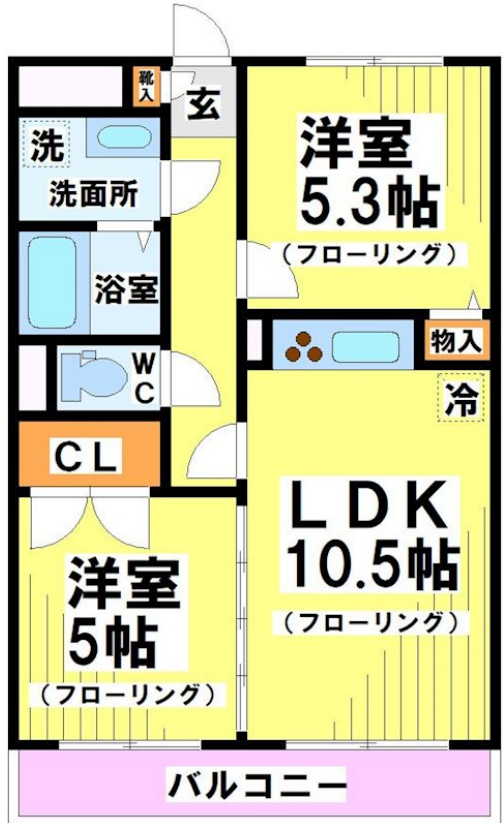 靴入
玄
洗
洗面所
洋室
5.3帖
(フローリング)
浴室
物入
WC
冷
CL
LDK
10.5帖
(フローリング)
洋室
5帖
(フローリング)
バルコニー